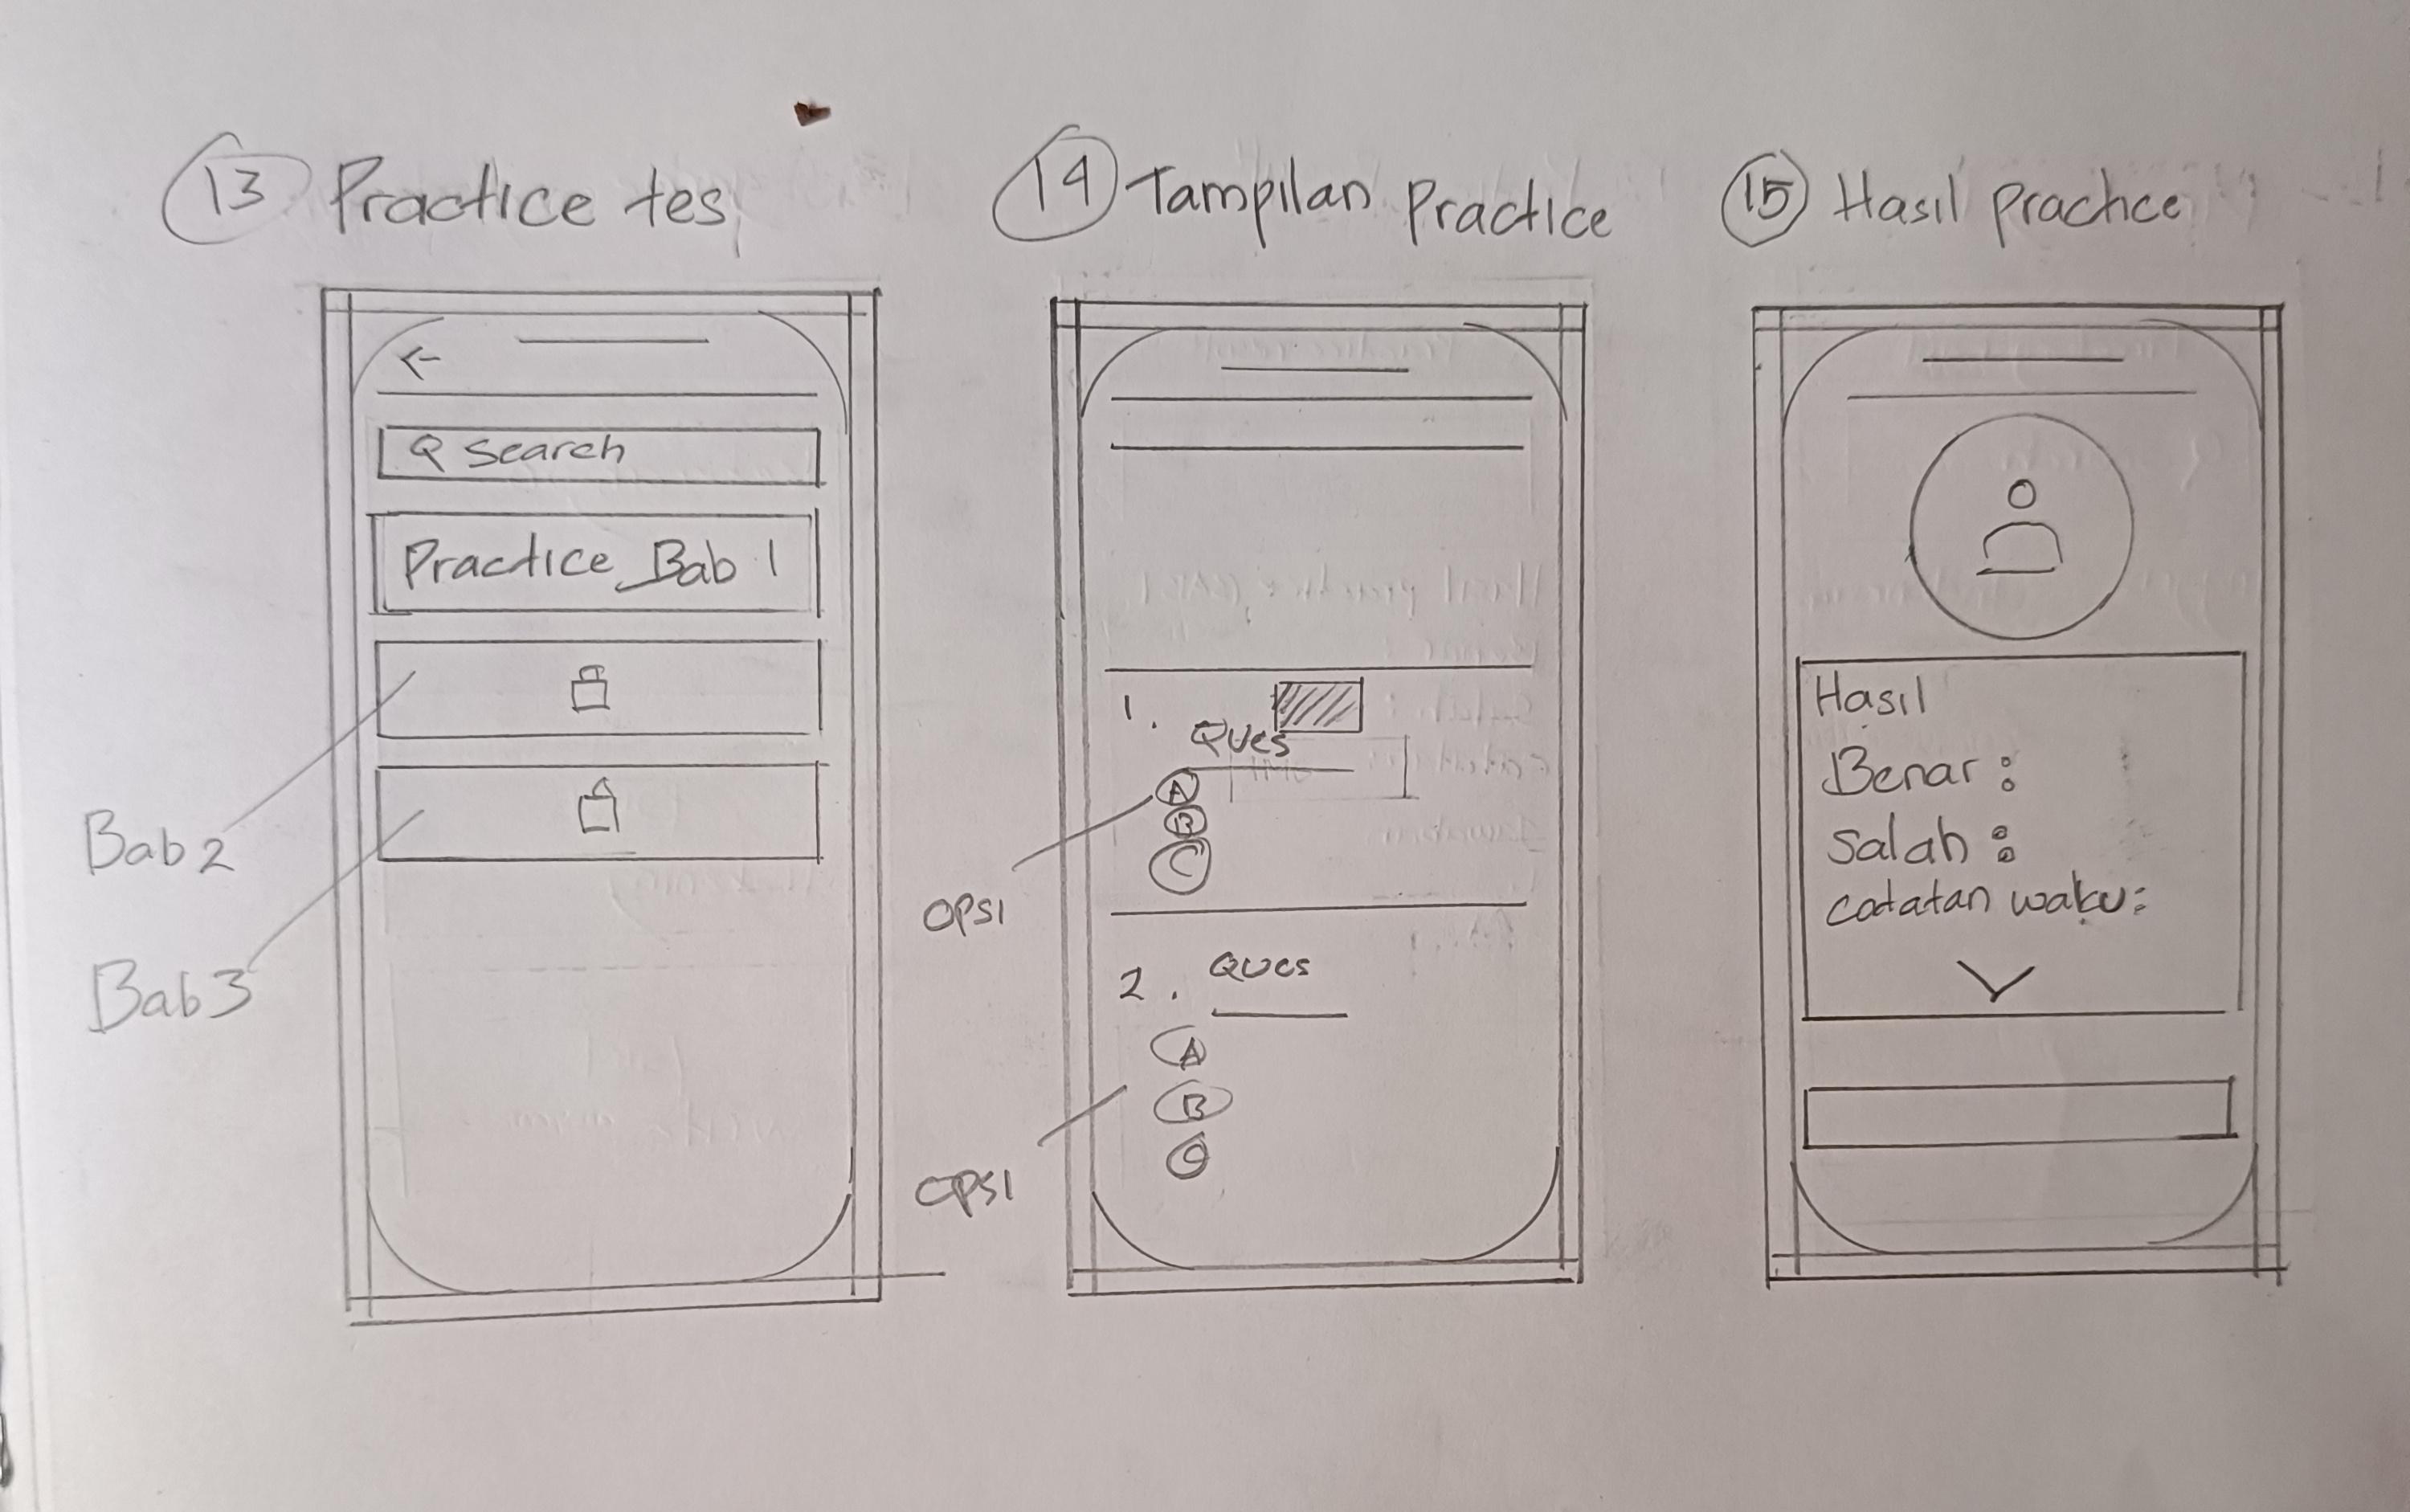 13 Practice tes
Q Search
Practice Bab 1
Bab 2
Bab 3
14 Tampilan Practice
1.
Ques
A
B
C
opsi
2. Ques
A
B
C
opsi
15 Hasil practice
Hasil
Benar :
Salah :
catatan waku: